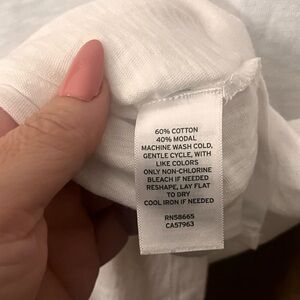 60% COTTON
40% MODAL
MACHINE WASH COLD,
GENTLE CYCLE, WITH
LIKE COLORS
ONLY NON-CHLORINE
BLEACH IF NEEDED
RESHAPE, LAY FLAT
TO DRY
COOL IRON IF NEEDED
RN58665
CA57963